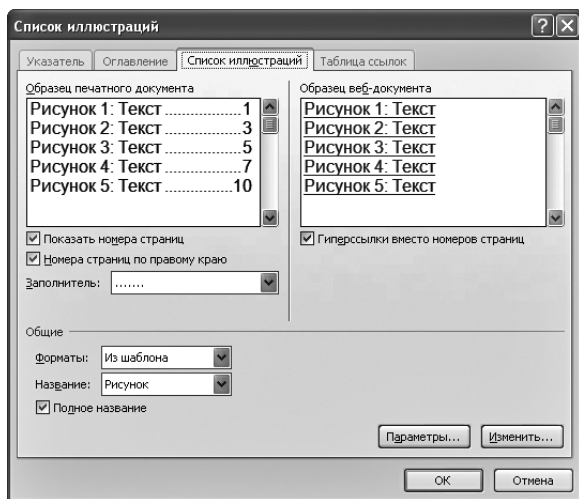 Список иллюстраций
Указатель Оглавление Список иллюстраций Таблица ссылок
Образец печатного документа
Рисунок 1: Текст..................1
Рисунок 2: Текст..................3
Рисунок 3: Текст..................5
Рисунок 4: Текст..................7
Рисунок 5: Текст................10
Образец веб-документа
Рисунок 1: Текст
Рисунок 2: Текст
Рисунок 3: Текст
Рисунок 4: Текст
Рисунок 5: Текст
Показать номера страниц
Номера страниц по правому краю
Заполнитель: .......
Гиперссылки вместо номеров страниц
Общие
Форматы: Из шаблона
Название: Рисунок
Полное название
Параметры... Изменить...
ОК Отмена